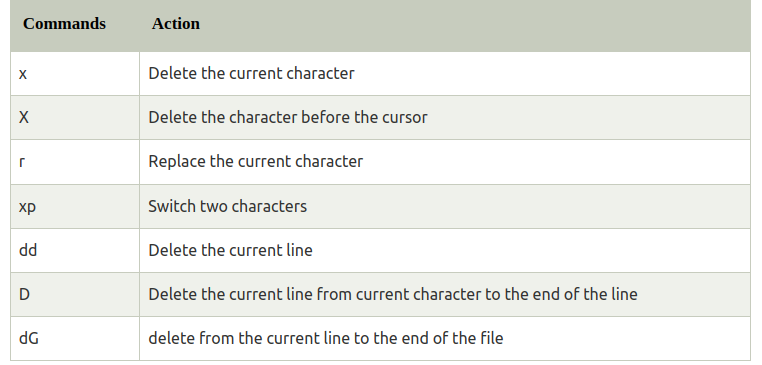 Commands Action
x Delete the current character
X Delete the character before the cursor
r Replace the current character
xp Switch two characters
dd Delete the current line
D Delete the current line from current character to the end of the line
dG delete from the current line to the end of the file